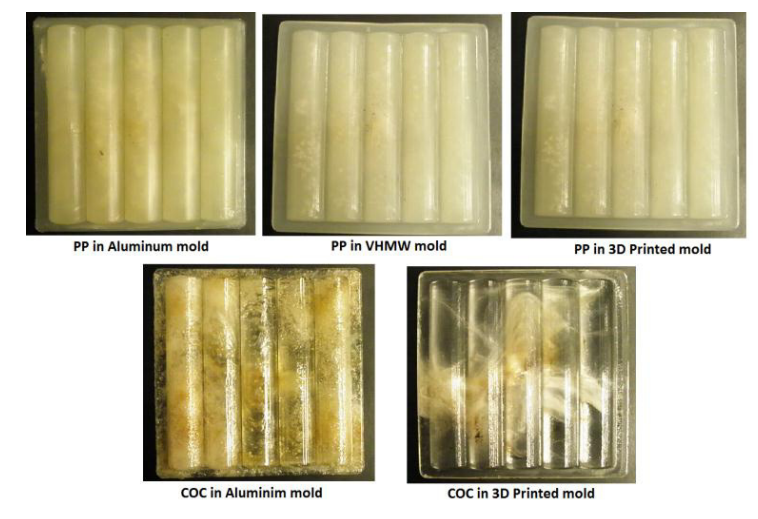 PP in Aluminum mold
PP in VHMW mold
PP in 3D Printed mold
COC in Aluminim mold
COC in 3D Printed mold